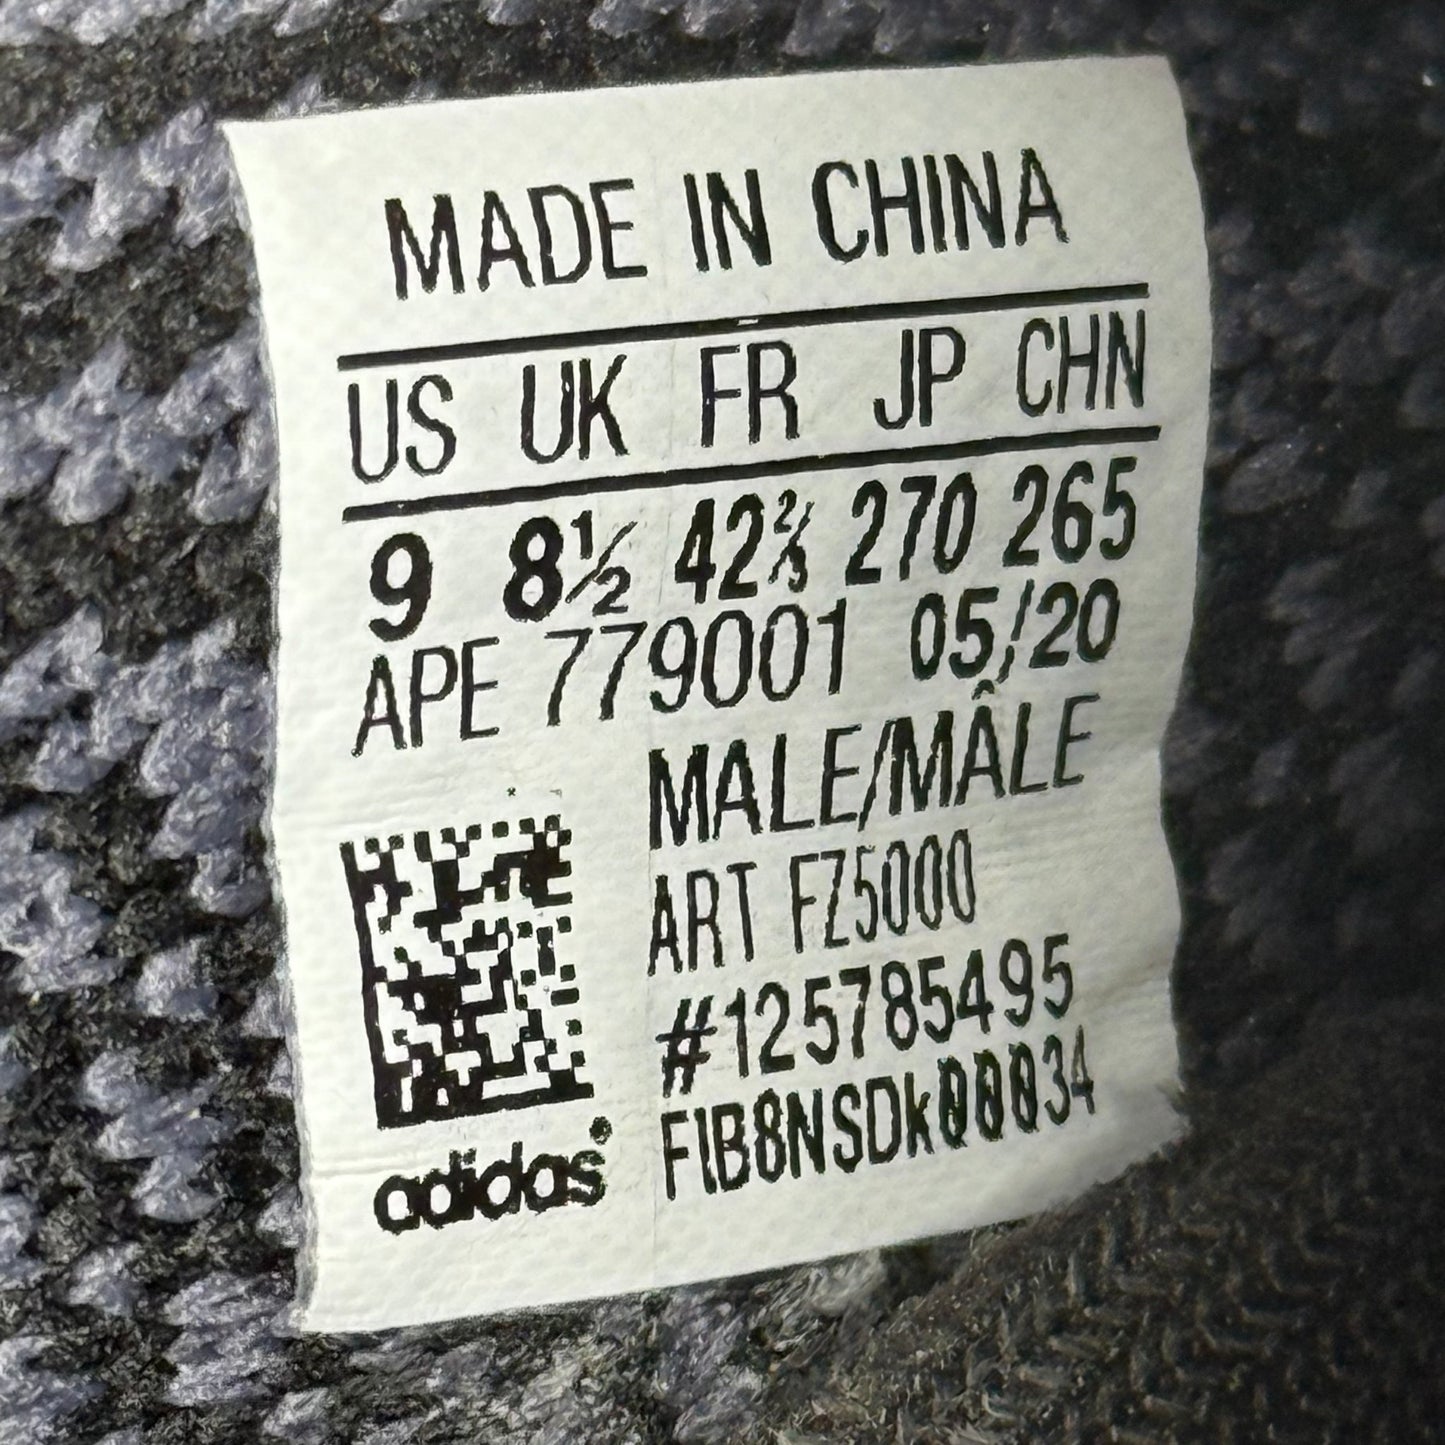 MADE IN CHINA
US UK FR JP CHN
9 8½ 42⅔ 270 265
APE 779001 05/20
MALE/MÂLE
ART FZ5000
#125785495
FIB8NSDK00034
adidas